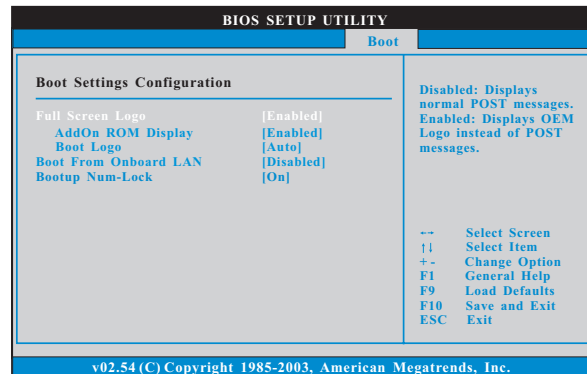 BIOS SETUP UTILITY
Boot
Boot Settings Configuration
Full Screen Logo [Enabled]
AddOn ROM Display [Enabled]
Boot Logo [Auto]
Boot From Onboard LAN [Disabled]
Bootup Num-Lock [On]
Disabled: Displays
normal POST messages.
Enabled: Displays OEM
Logo instead of POST
messages.
←→ Select Screen
↑↓ Select Item
+ - Change Option
F1 General Help
F9 Load Defaults
F10 Save and Exit
ESC Exit
v02.54 (C) Copyright 1985-2003, American Megatrends, Inc.